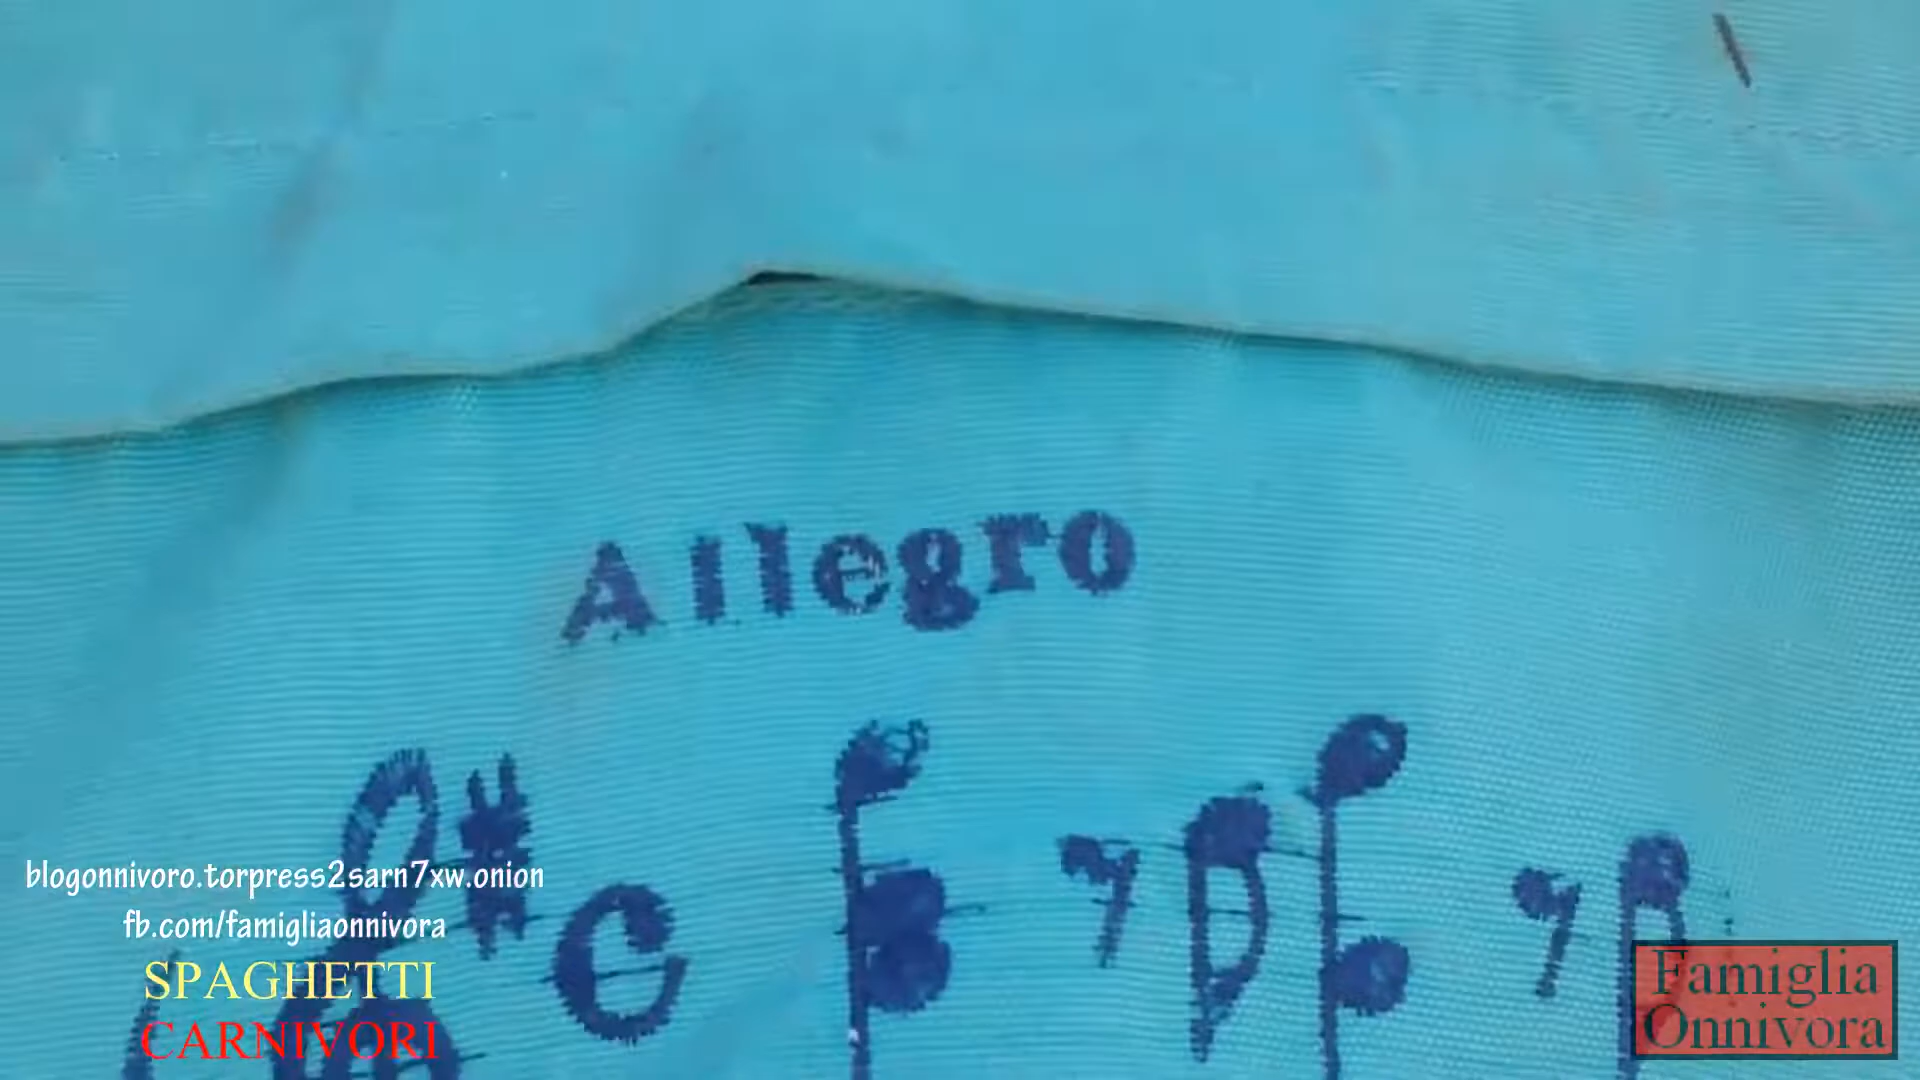 Allegro
blogonnivoro.torpress2sarn7xw.onion
fb.com/famigliaonnivora
SPAGHETTI
CARNIVORI
Famiglia
Onnivora